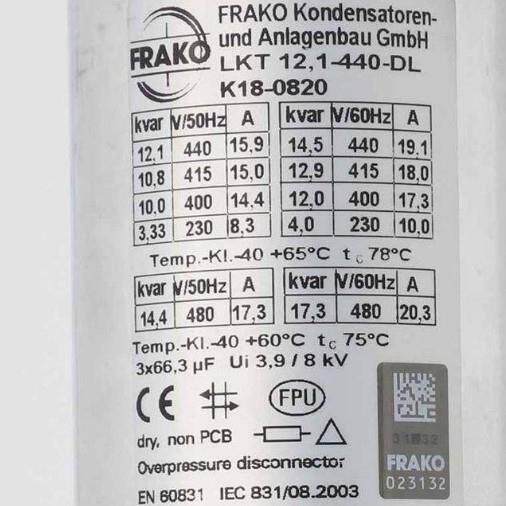 FRAKO
FRAKO Kondensatoren-
und Anlagenbau GmbH
LKT 12,1-440-DL
K18-0820
kvar V/50Hz A kvar V/60Hz A
12,1 440 15,9 14,5 440 19,1
10,8 415 15,0 12,9 415 18,0
10,0 400 14,4 12,0 400 17,3
3,33 230 8,3 4,0 230 10,0
Temp.-Kl.-40 +65°C t c 78°C
kvar V/50Hz A kvar V/60Hz A
14,4 480 17,3 17,3 480 20,3
Temp.-Kl.-40 +60°C t c 75°C
3x66,3 µF Ui 3,9 / 8 kV
CE FPU
dry, non PCB
Overpressure disconnector
EN 60831 IEC 831/08.2003
FRAKO
023132